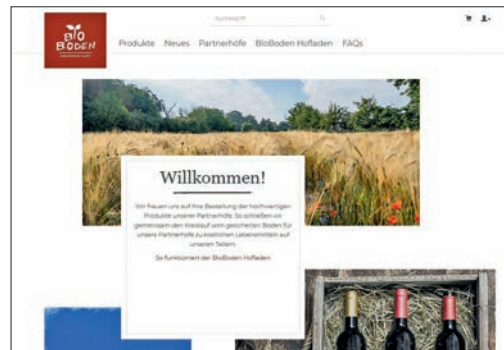 Suchbegriff
BIO
BODEN
Produkte Neues Partnerhöfe BioBoden Hofladen FAQs
Willkommen!
Wir freuen uns auf Ihre Bestellung der hochwertigen
Produkte unserer Partnerhöfe. So schließen wir
gemeinsam den Kreislauf vom gesicherten Boden für
unsere Partnerhöfe zu köstlichen Lebensmitteln auf
unseren Tellern.
So funktioniert der BioBoden Hofladen